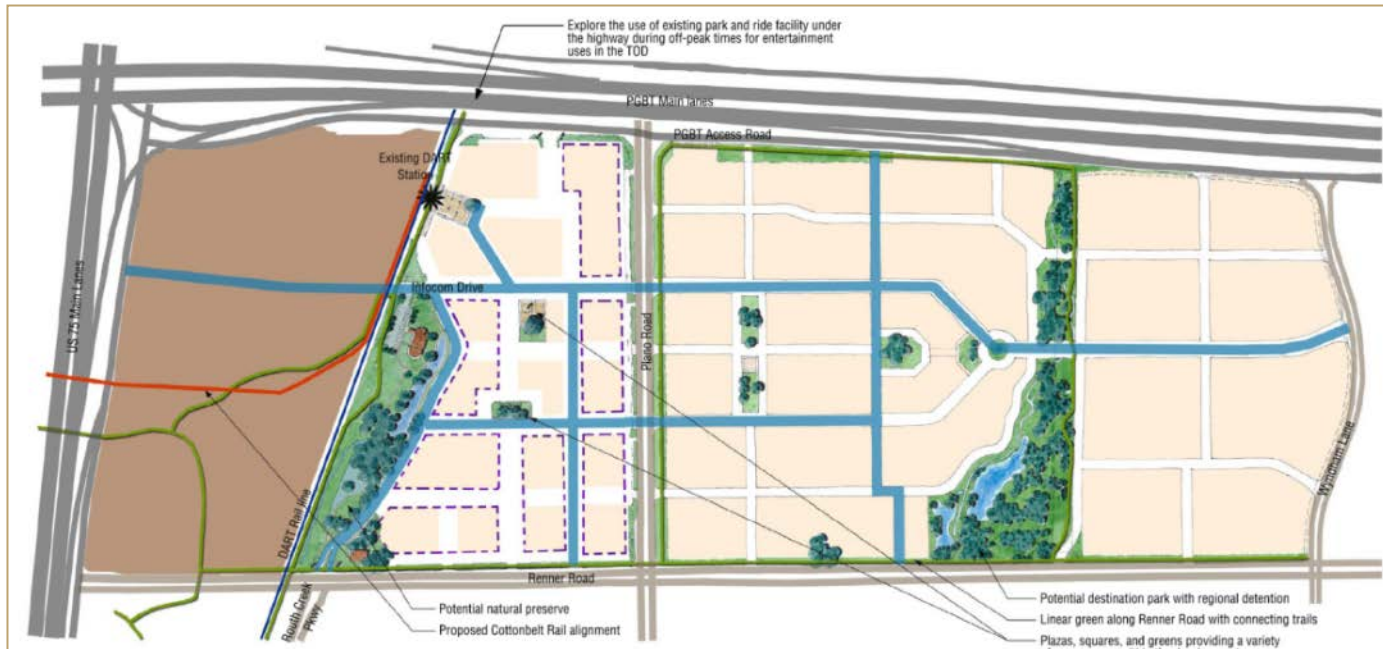 Explore the use of existing park and ride facility under
the highway during off-peak times for entertainment
uses in the TOD
PGBT Main lanes
PGBT Access Road
Existing DART
Station
US 75 Main Lanes
Infocom Drive
Plano Road
Wyndham Lane
DART Rail line
Renner Road
South Creek
Pkwy
Potential natural preserve
Proposed Cottonbelt Rail alignment
Potential destination park with regional detention
Linear green along Renner Road with connecting trails
Plazas, squares, and greens providing a variety